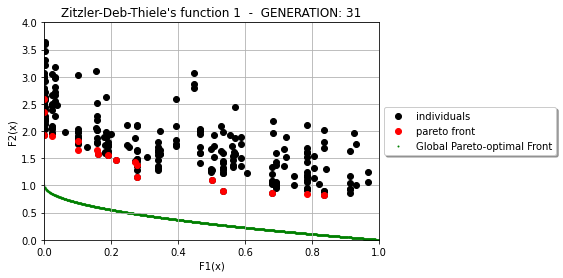 Zitzler-Deb-Thiele's function 1 - GENERATION: 31
4.0
3.5
3.0
2.5
2.0
1.5
1.0
0.5
0.0
F2(x)
0.0 0.2 0.4 0.6 0.8 1.0
F1(x)
individuals
pareto front
Global Pareto-optimal Front